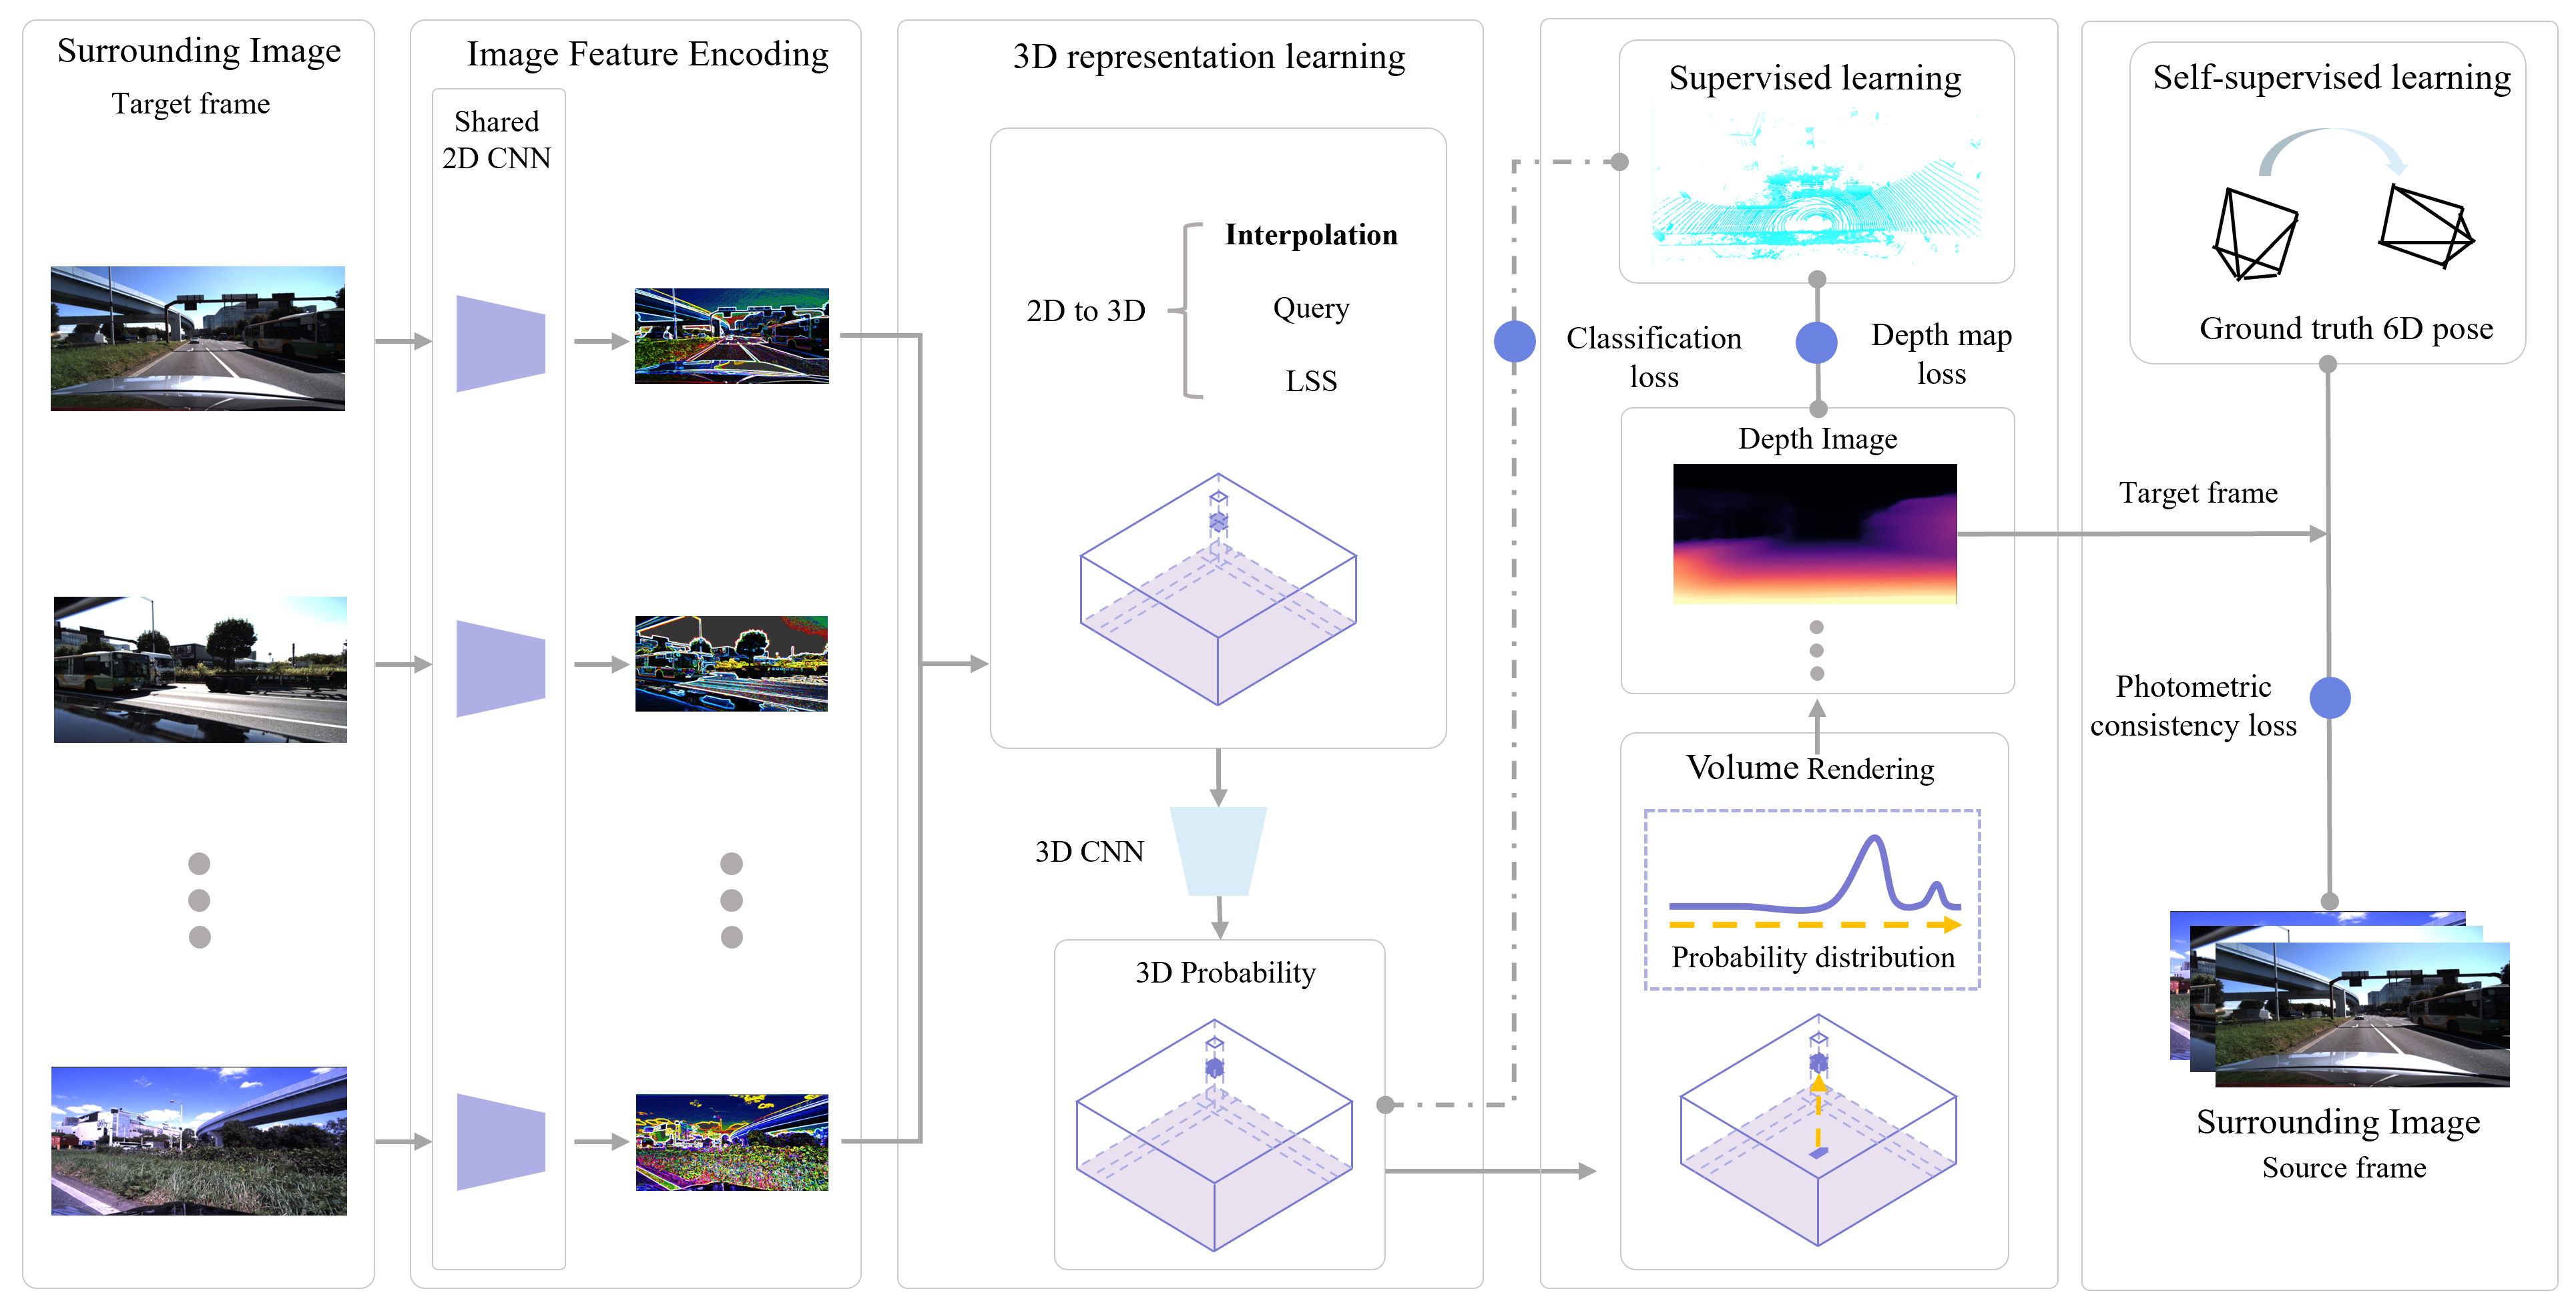 Surrounding Image
Target frame
Image Feature Encoding
Shared
2D CNN
3D representation learning
2D to 3D
Interpolation
Query
LSS
3D CNN
3D Probability
Supervised learning
Classification
loss
Depth map
loss
Depth Image
Volume Rendering
Probability distribution
Self-supervised learning
Ground truth 6D pose
Target frame
Photometric
consistency loss
Surrounding Image
Source frame